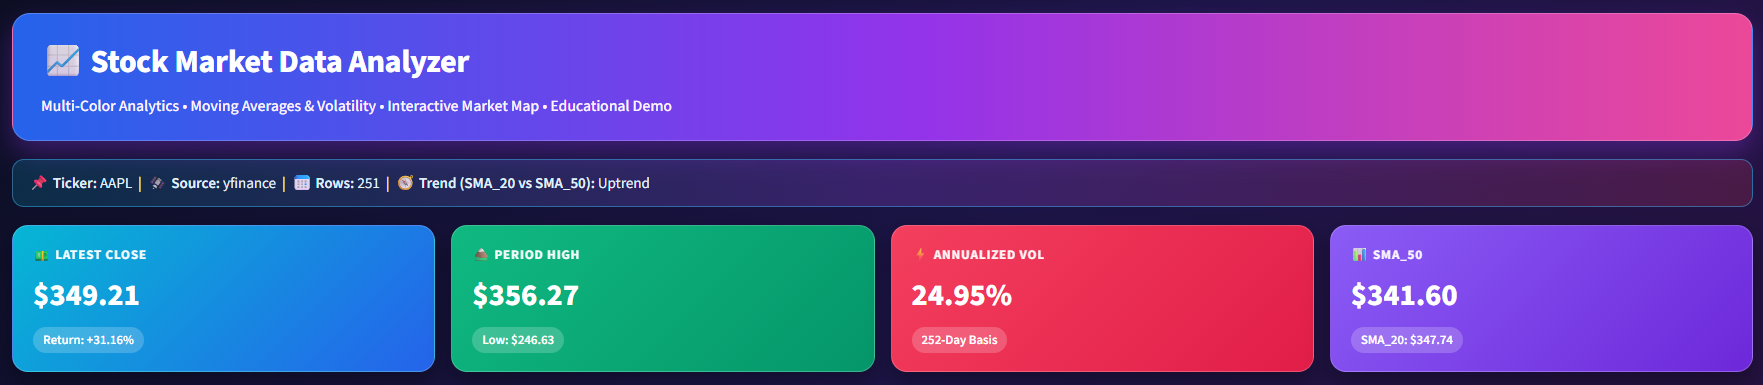 Stock Market Data Analyzer
Multi-Color Analytics • Moving Averages & Volatility • Interactive Market Map • Educational Demo
Ticker: AAPL | Source: yfinance | Rows: 251 | Trend (SMA_20 vs SMA_50): Uptrend
LATEST CLOSE
$349.21
Return: +31.16%
PERIOD HIGH
$356.27
Low: $246.63
ANNUALIZED VOL
24.95%
252-Day Basis
SMA_50
$341.60
SMA_20: $347.74